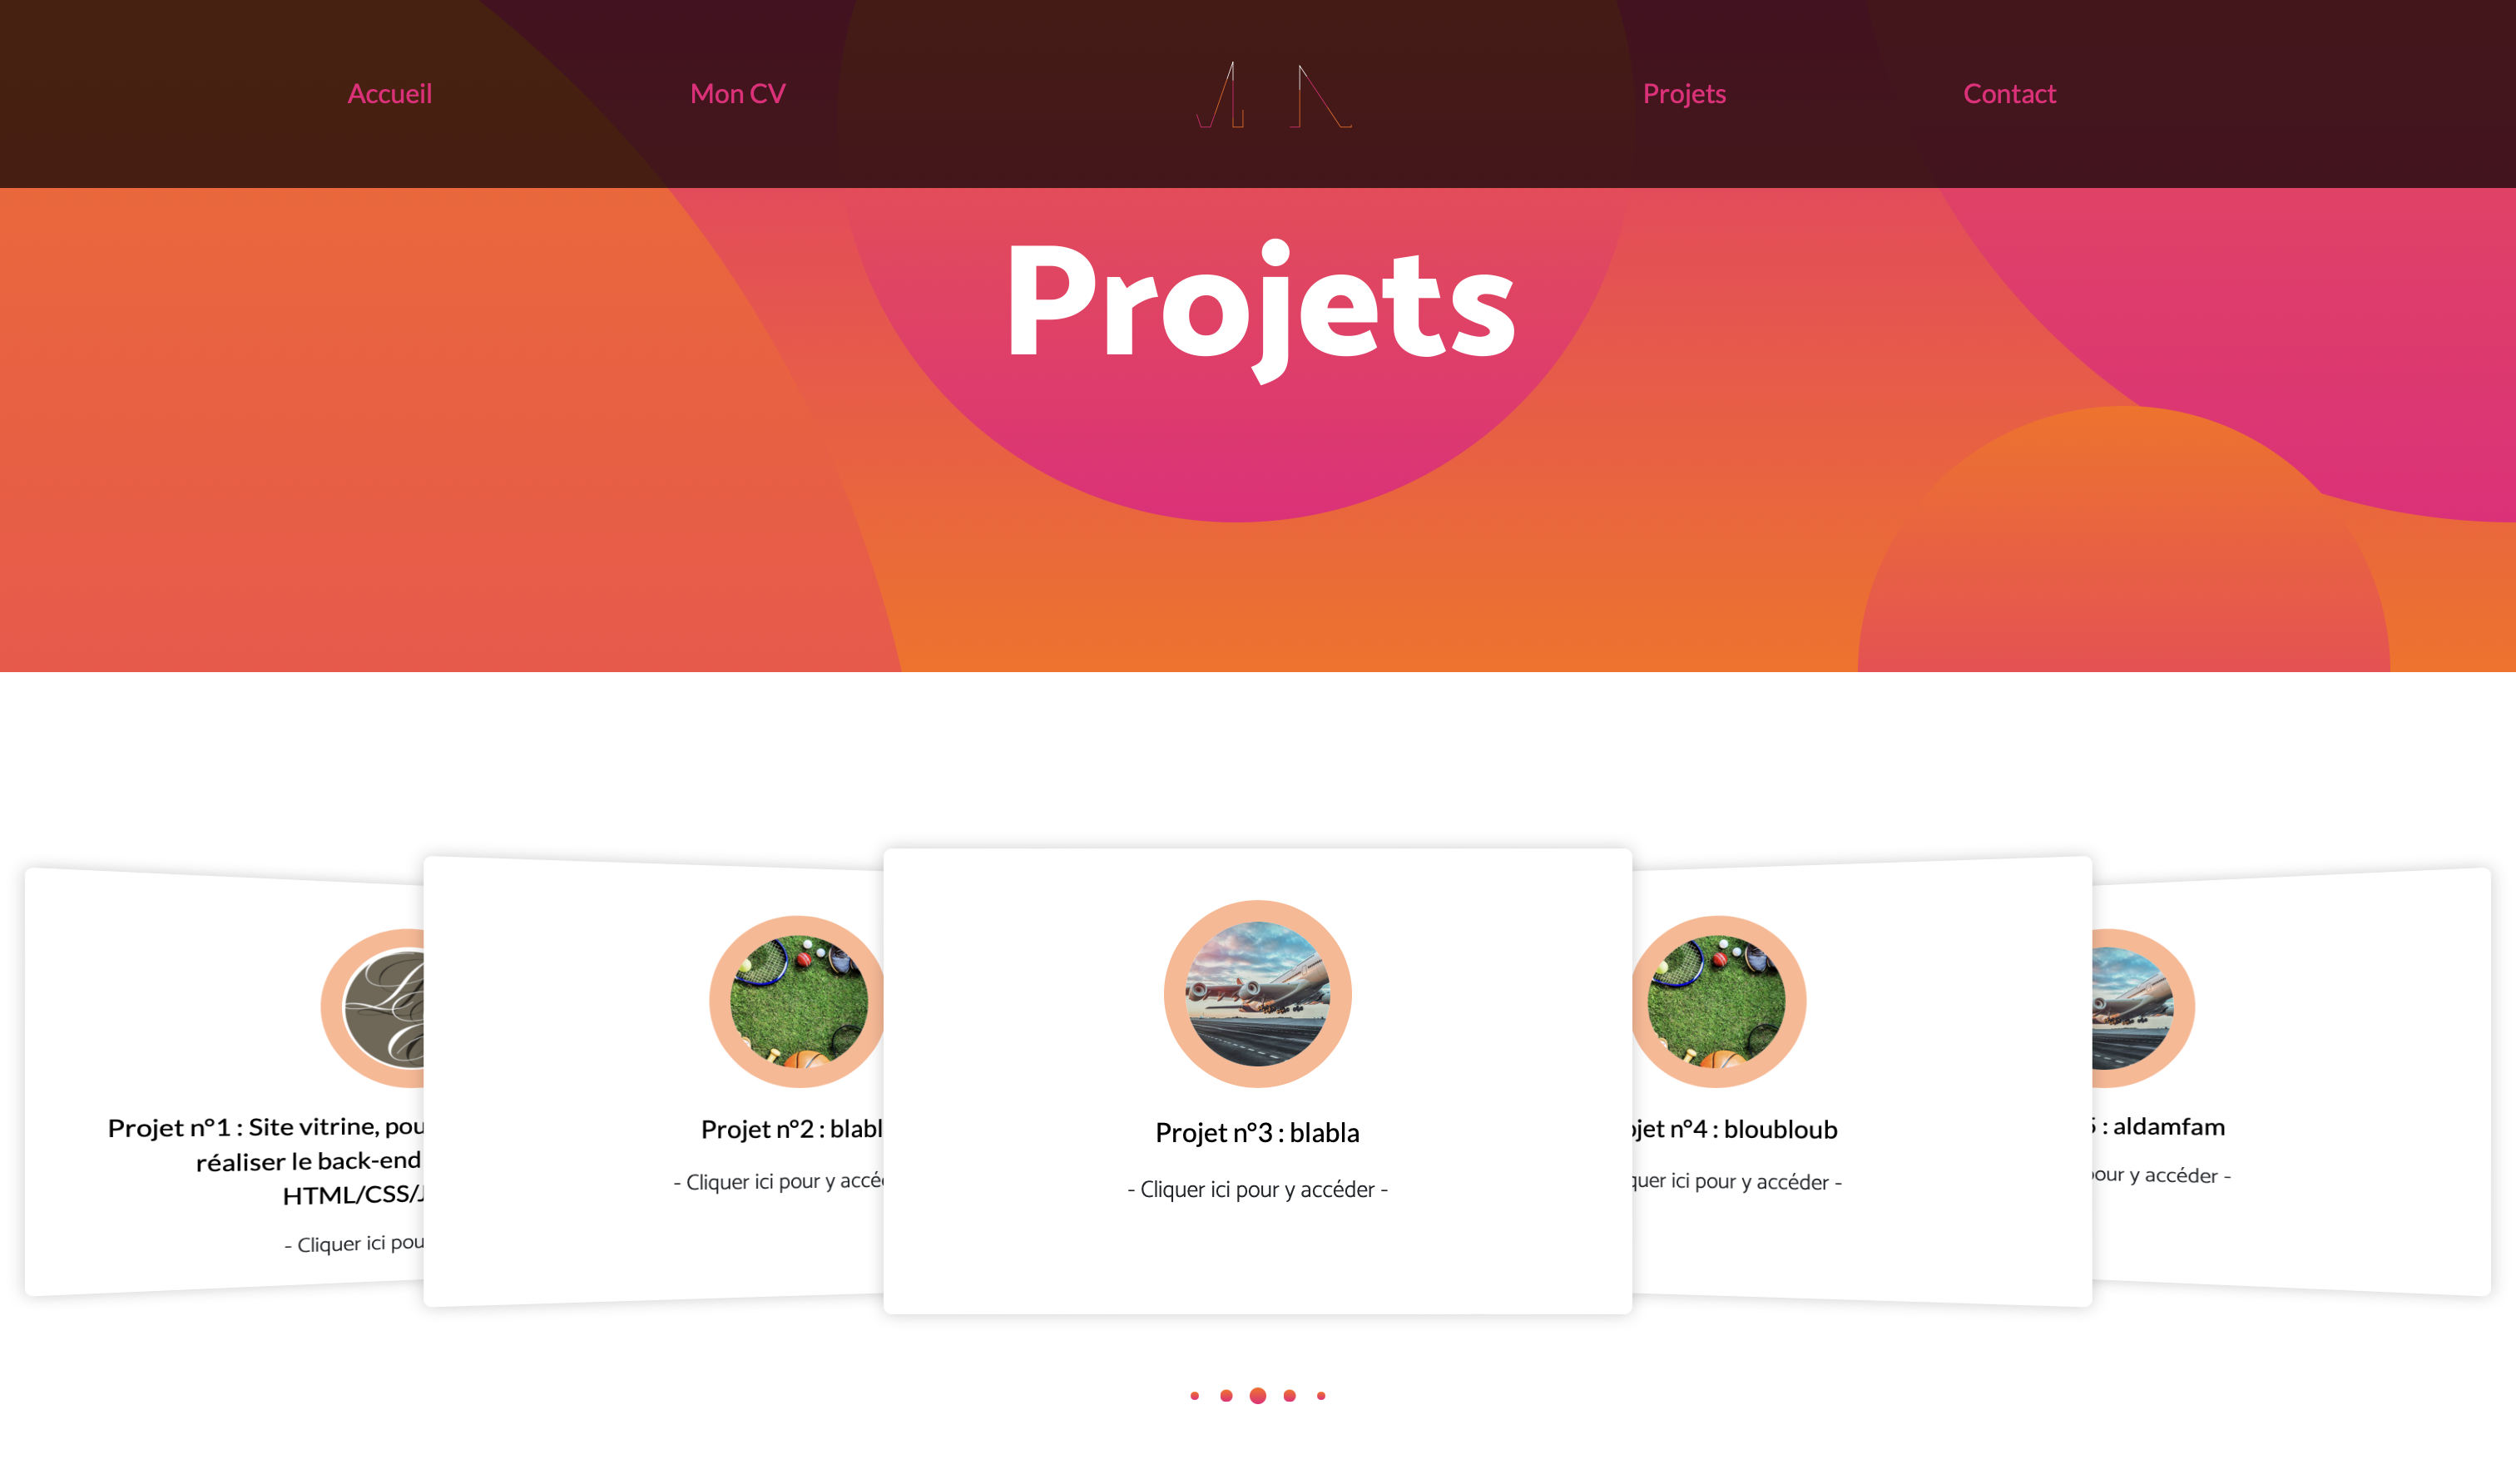 Accueil
Mon CV
Projets
Contact
Projets
Projet n°1 : Site vitrine, pou
réaliser le back-end
HTML/CSS/J
- Cliquer ici pou
Projet n°2 : blabl
- Cliquer ici pour y accé
Projet n°3 : blabla
- Cliquer ici pour y accéder -
ojet n°4 : bloubloub
quer ici pour y accéder -
5 : aldamfam
pour y accéder -